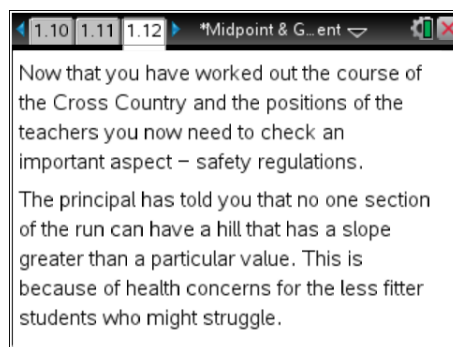 1.10 1.11 1.12 *Midpoint & G...ent
Now that you have worked out the course of
the Cross Country and the positions of the
teachers you now need to check an
important aspect – safety regulations.
The principal has told you that no one section
of the run can have a hill that has a slope
greater than a particular value. This is
because of health concerns for the less fitter
students who might struggle.